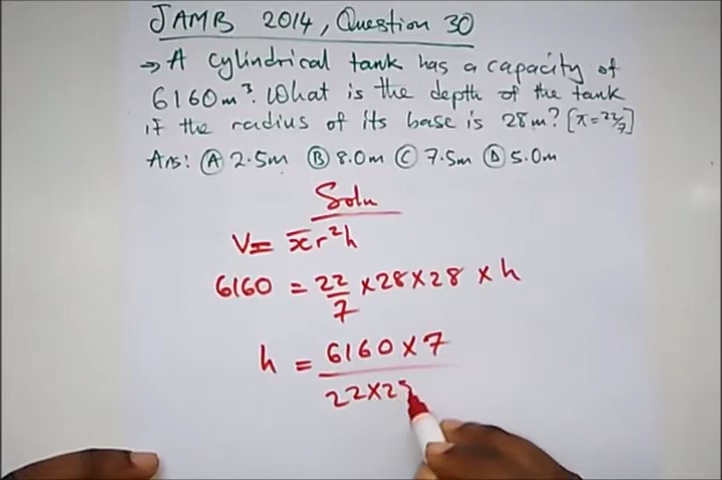 JAMB 2014, Question 30
→ A cylindrical tank has a capacity of
6160m³. What is the depth of the tank
if the radius of its base is 28m? [π=22/7]
Ans: Ⓐ 2.5m Ⓑ 8.0m Ⓒ 7.5m Ⓓ 5.0m
Soln
V= πr²h
6160 = 22/7 ×28×28 × h
h = 6160×7
22×2